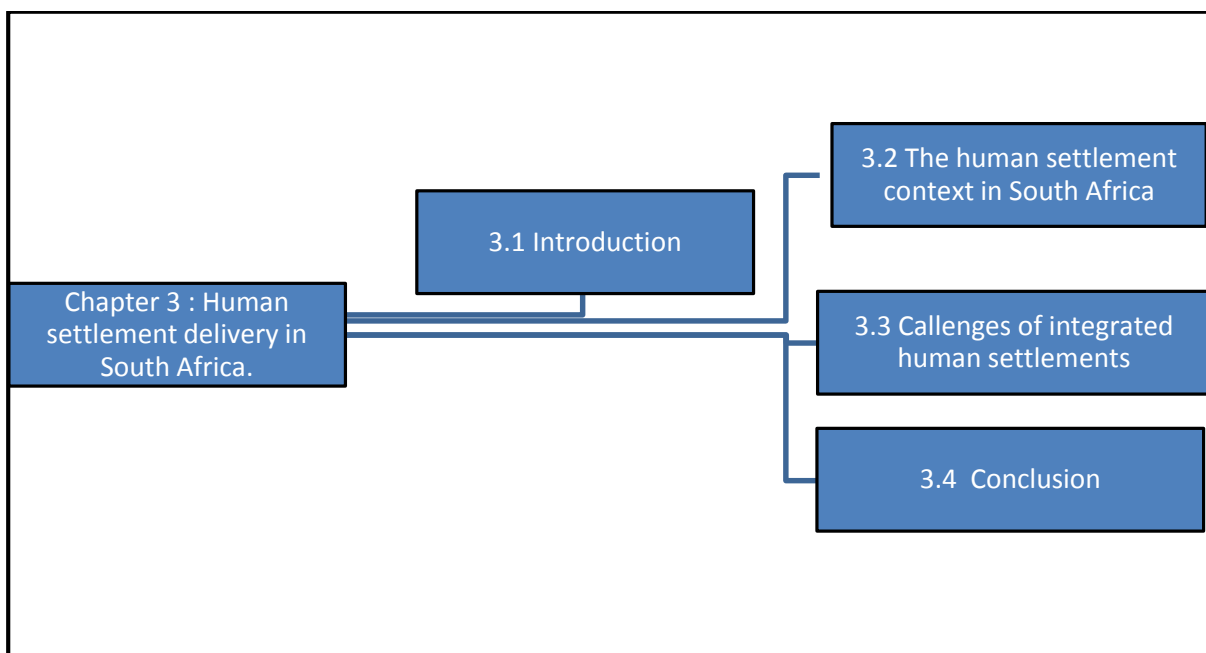 Chapter 3 : Human
settlement delivery in
South Africa.
3.1 Introduction
3.2 The human settlement
context in South Africa
3.3 Callenges of integrated
human settlements
3.4  Conclusion